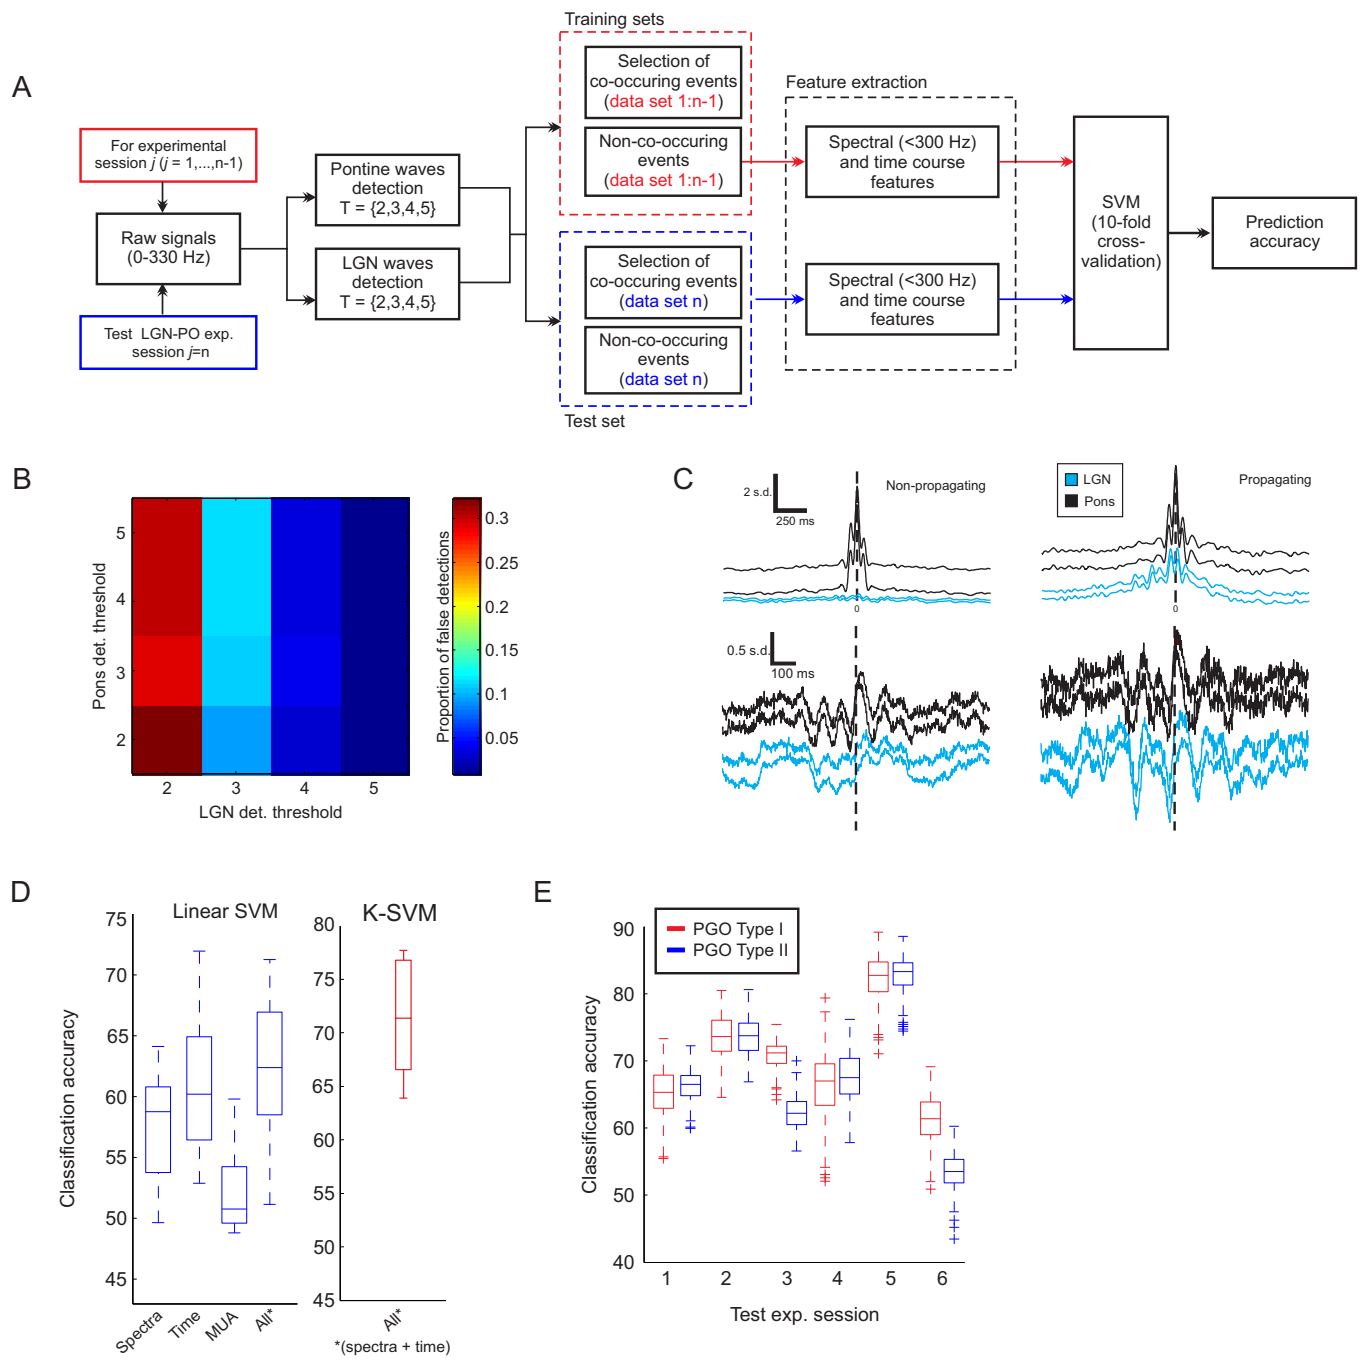 A
Training sets
Selection of
co-occuring events
(data set 1:n-1)
Non-co-occuring
events
(data set 1:n-1)
Feature extraction
For experimental
session j (j = 1,...,n-1)
Raw signals
(0-330 Hz)
Test LGN-PO exp.
session j=n
Pontine waves
detection
T = {2,3,4,5}
LGN waves
detection
T = {2,3,4,5}
Selection of
co-occuring events
(data set n)
Non-co-occuring
events
(data set n)
Test set
Spectral (<300 Hz)
and time course
features
Spectral (<300 Hz)
and time course
features
SVM
(10-fold
cross-
validation)
Prediction
accuracy
B
Pons det. threshold
5
4
3
2
2
3
4
5
LGN det. threshold
Proportion of false detections
0.3
0.25
0.2
0.15
0.1
0.05
C
2 s.d.
250 ms
Non-propagating
0
LGN
Pons
Propagating
0
0.5 s.d.
100 ms
D
Linear SVM
Classification accuracy
75
70
65
60
55
50
45
Spectra
Time
MUA
All*
K-SVM
80
75
70
65
60
55
50
45
All*
*(spectra + time)
E
PGO Type I
PGO Type II
Classification accuracy
90
80
70
60
50
40
1
2
3
4
5
6
Test exp. session